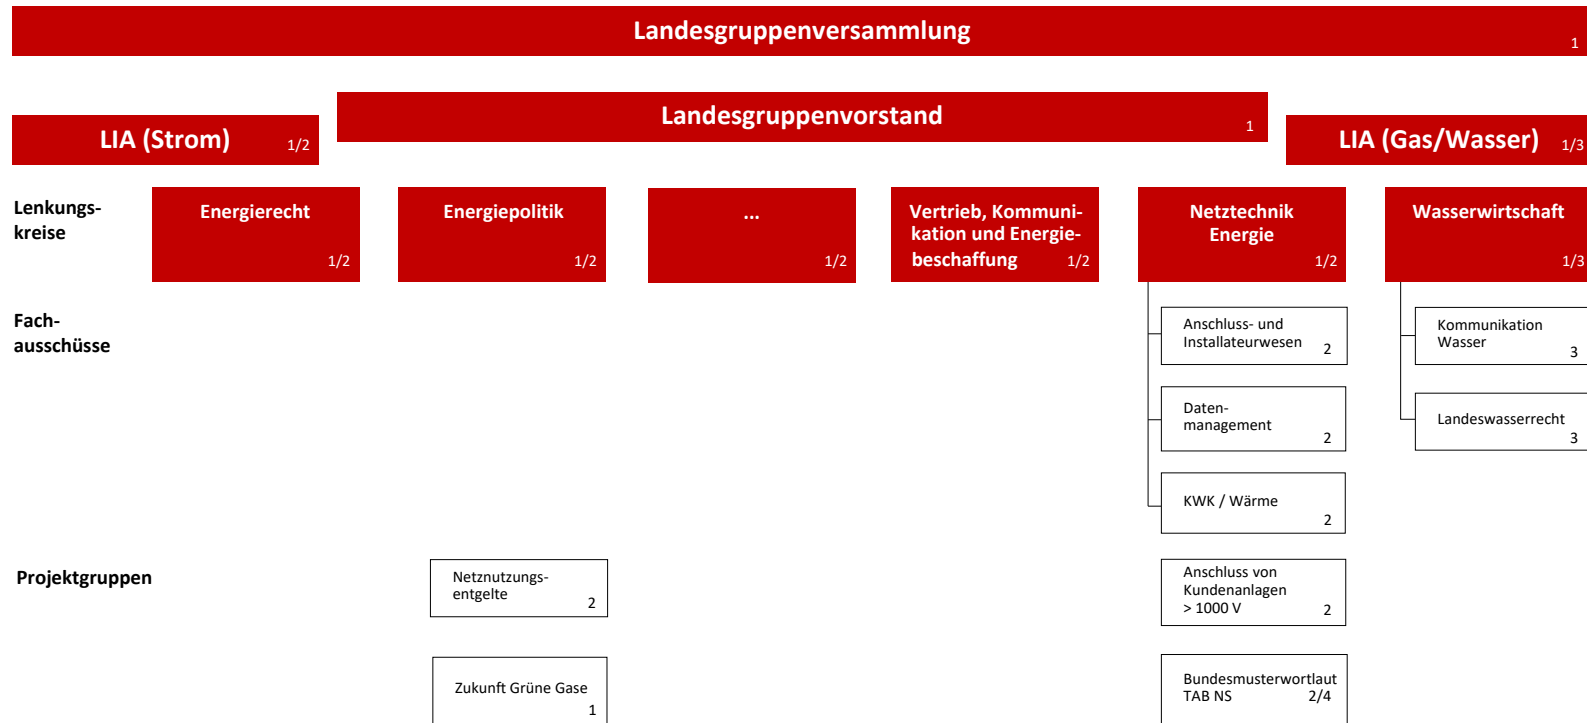 Landesgruppenversammlung
1
Landesgruppenvorstand
1
LIA (Strom) 1/2
LIA (Gas/Wasser) 1/3
Lenkungs-
kreise
Energierecht
1/2
Energiepolitik
1/2
...
1/2
Vertrieb, Kommuni-
kation und Energie-
beschaffung 1/2
Netztechnik
Energie
1/2
Wasserwirtschaft
1/3
Fach-
ausschüsse
Anschluss- und
Installateurwesen
2
Kommunikation
Wasser
3
Daten-
management
2
Landeswasserrecht
3
KWK / Wärme
2
Projektgruppen
Netznutzungs-
entgelte
2
Anschluss von
Kundenanlagen
> 1000 V 2
Zukunft Grüne Gase
1
Bundesmusterwortlaut
TAB NS 2/4